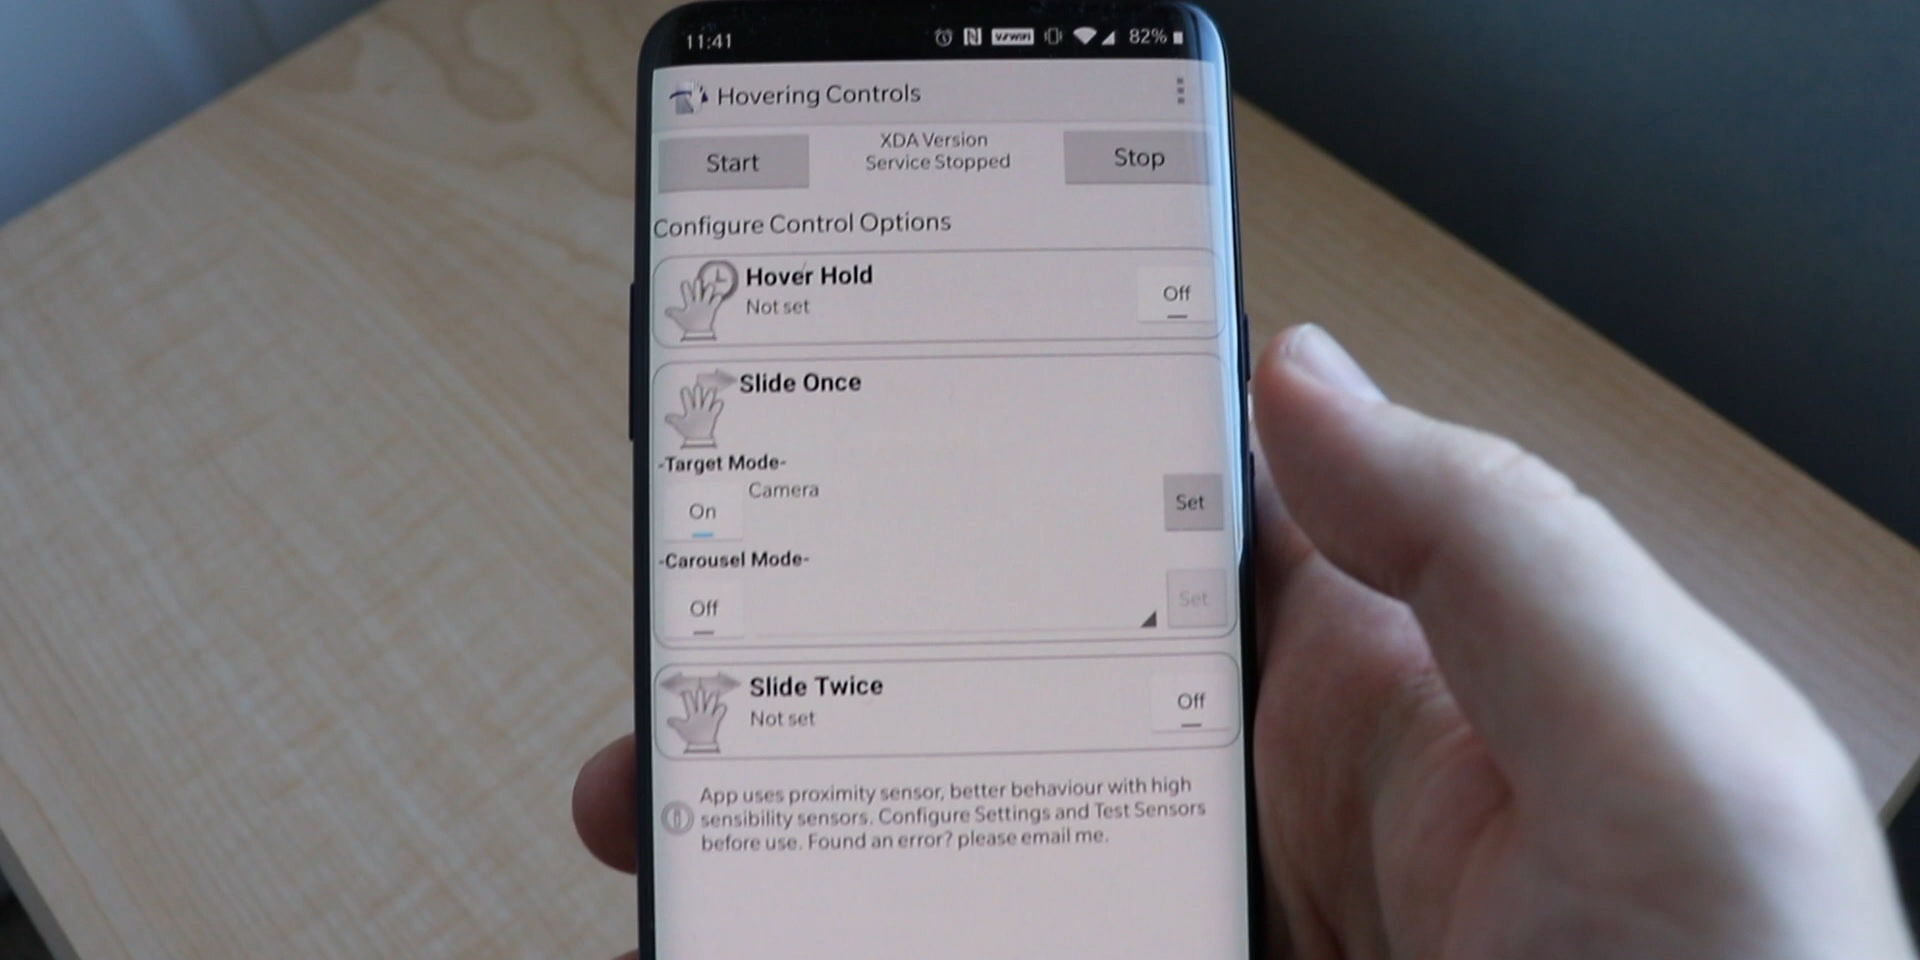 11:41
VzWIFI
82%
Hovering Controls
Start
XDA Version
Service Stopped
Stop
Configure Control Options
Hover Hold
Not set
Off
Slide Once
-Target Mode-
Camera
On
Set
-Carousel Mode-
Off
Set
Slide Twice
Not set
Off
App uses proximity sensor, better behaviour with high
sensibility sensors. Configure Settings and Test Sensors
before use. Found an error? please email me.